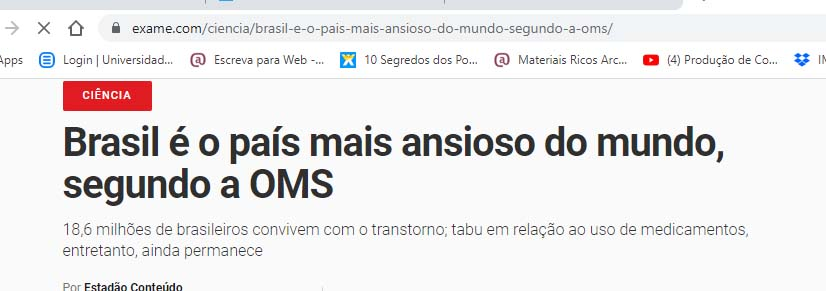 exame.com/ciencia/brasil-e-o-pais-mais-ansioso-do-mundo-segundo-a-oms/
Apps Login | Universidad... Escreva para Web -... 10 Segredos dos Po... Materiais Ricos Arc... (4) Produção de Co... IM
CIÊNCIA
Brasil é o país mais ansioso do mundo,
segundo a OMS
18,6 milhões de brasileiros convivem com o transtorno; tabu em relação ao uso de medicamentos,
entretanto, ainda permanece
Por Estadão Conteúdo